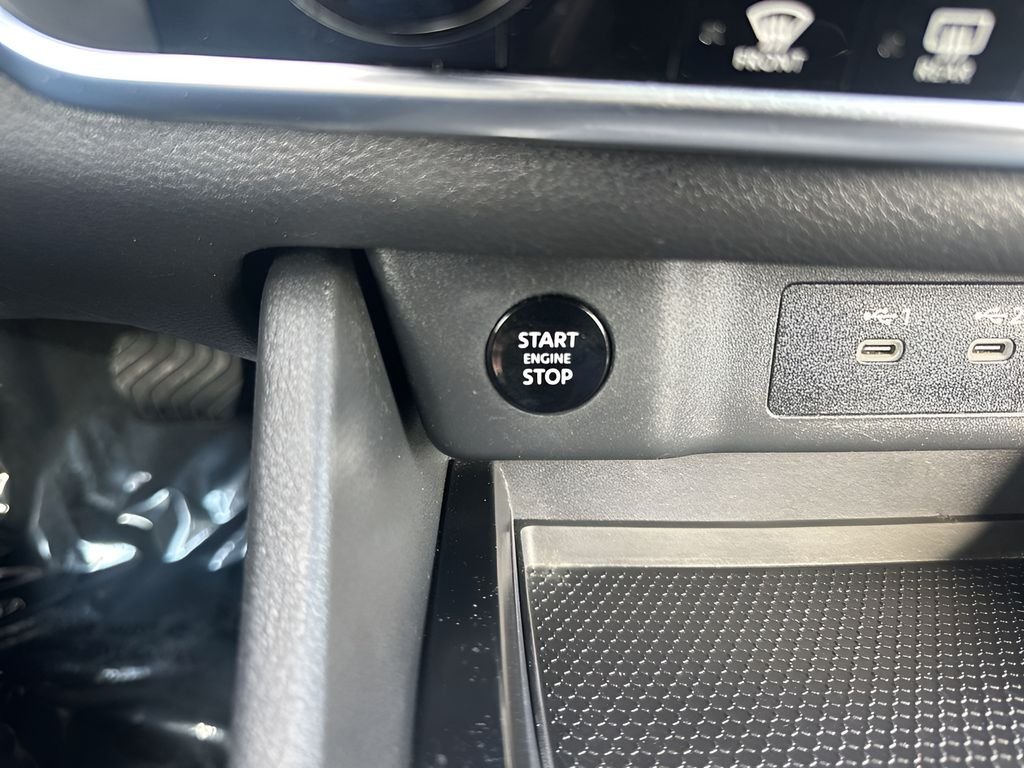 FRONT
REAR
START
ENGINE
STOP
1
2